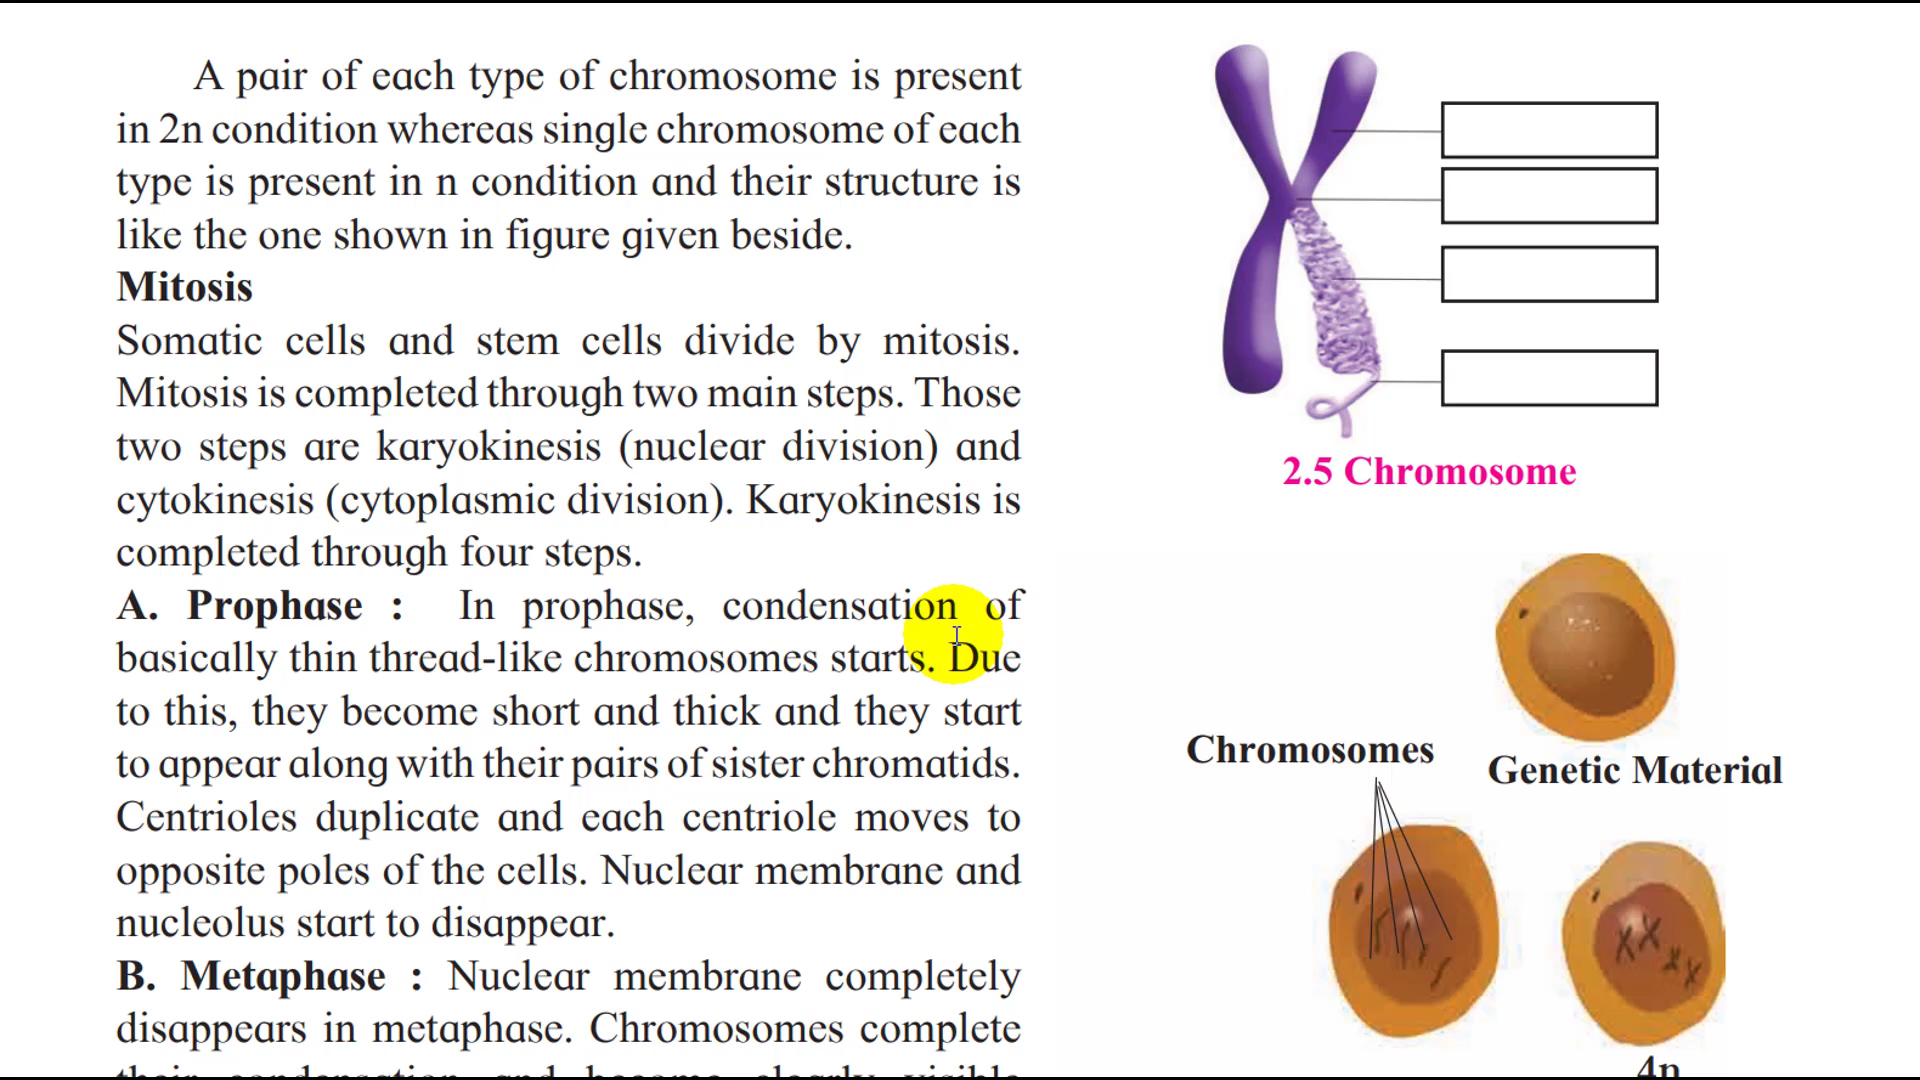 A pair of each type of chromosome is present
in 2n condition whereas single chromosome of each
type is present in n condition and their structure is
like the one shown in figure given beside.
Mitosis
Somatic cells and stem cells divide by mitosis.
Mitosis is completed through two main steps. Those
two steps are karyokinesis (nuclear division) and
cytokinesis (cytoplasmic division). Karyokinesis is
completed through four steps.
A. Prophase : In prophase, condensation of
basically thin thread-like chromosomes starts. Due
to this, they become short and thick and they start
to appear along with their pairs of sister chromatids.
Centrioles duplicate and each centriole moves to
opposite poles of the cells. Nuclear membrane and
nucleolus start to disappear.
B. Metaphase : Nuclear membrane completely
disappears in metaphase. Chromosomes complete
their condensation and become clearly visible
2.5 Chromosome
Genetic Material
Chromosomes
4n